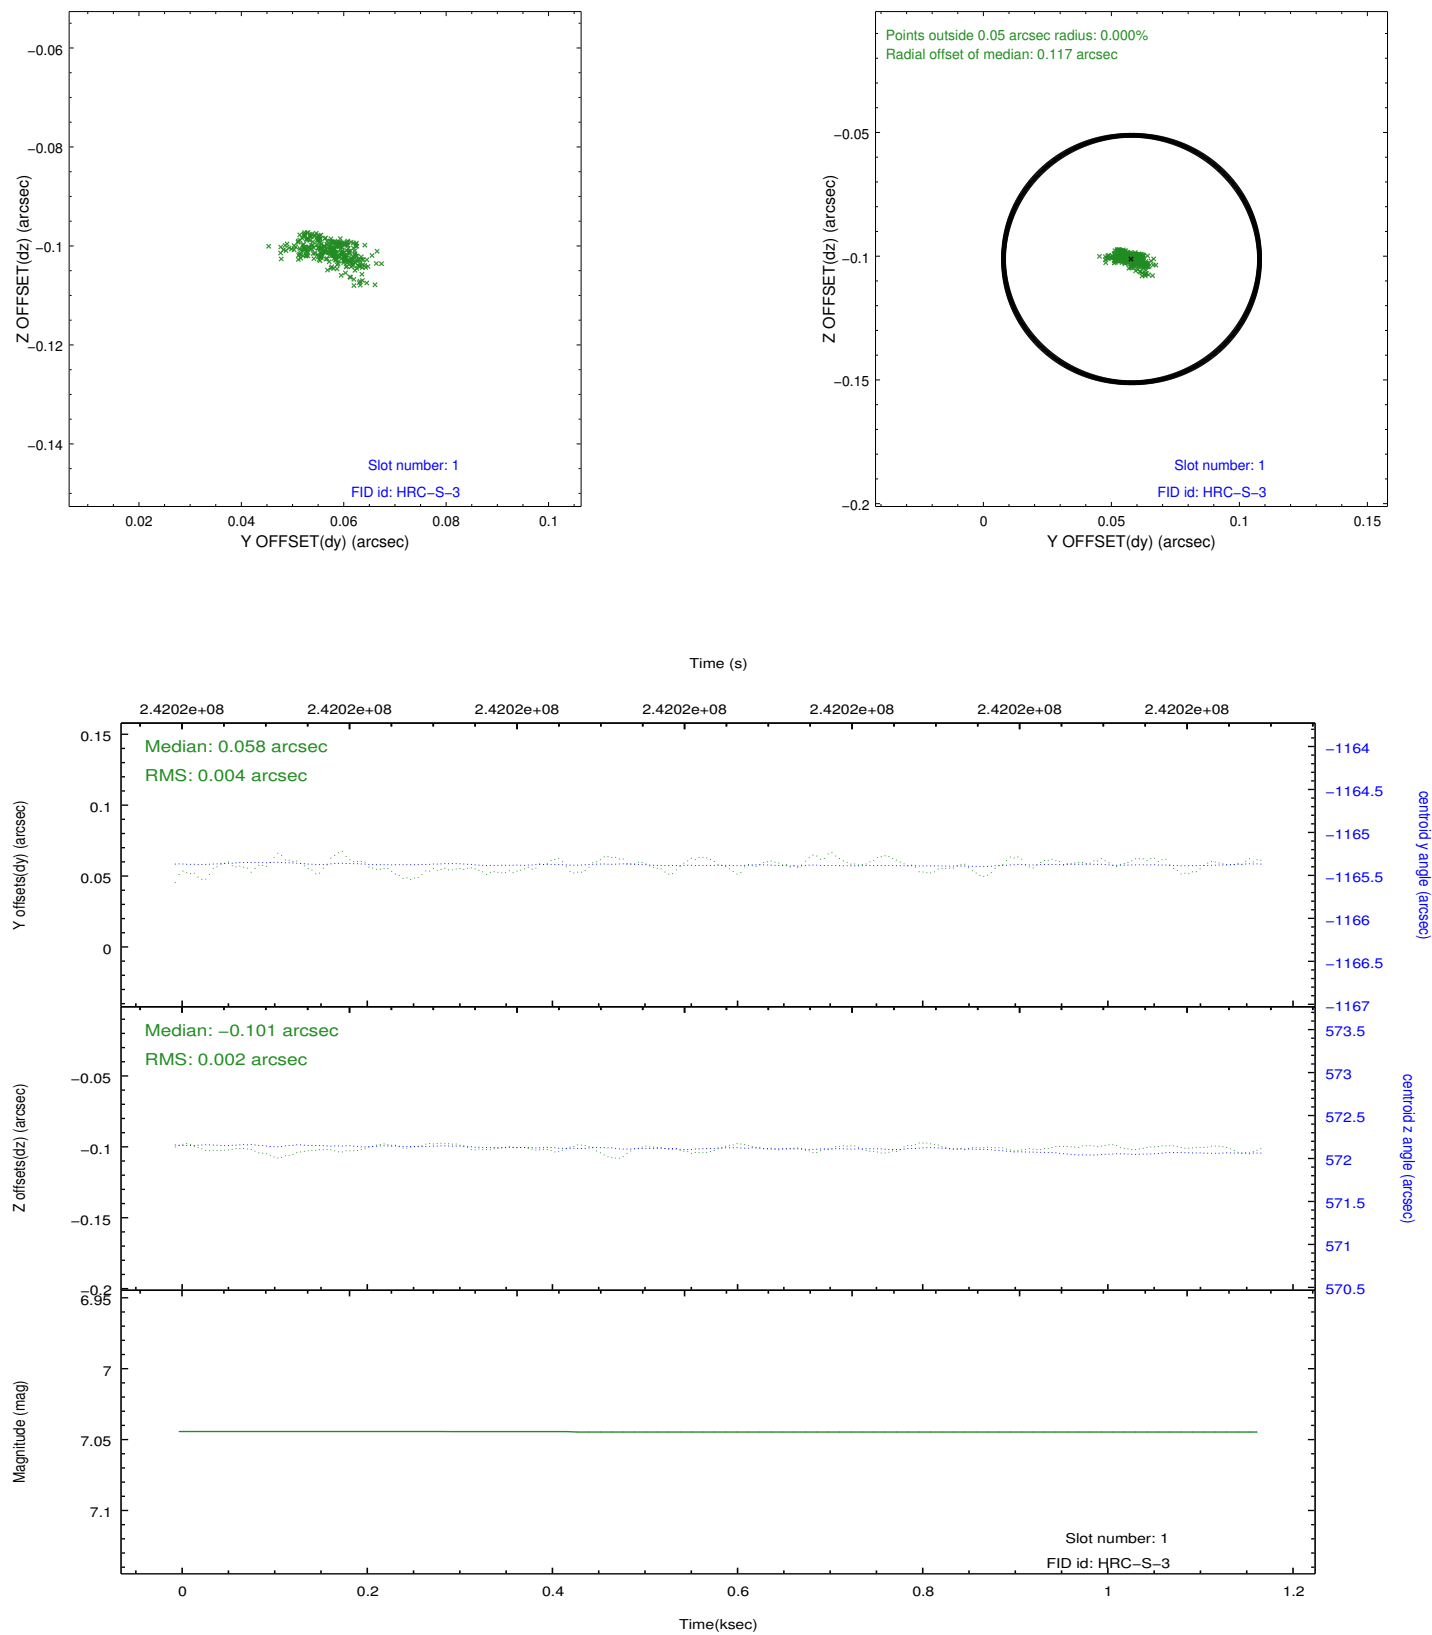 −0.06
−0.08
−0.1
−0.12
−0.14
Z OFFSET(dz) (arcsec)
0.02 0.04 0.06 0.08 0.1
Y OFFSET(dy) (arcsec)
Slot number: 1
FID id: HRC−S−3
Points outside 0.05 arcsec radius: 0.000%
Radial offset of median: 0.117 arcsec
−0.05
−0.1
−0.15
−0.2
Z OFFSET(dz) (arcsec)
0 0.05 0.1 0.15
Y OFFSET(dy) (arcsec)
Slot number: 1
FID id: HRC−S−3
Time (s)
2.4202e+08 2.4202e+08 2.4202e+08 2.4202e+08 2.4202e+08 2.4202e+08 2.4202e+08
Median: 0.058 arcsec
RMS: 0.004 arcsec
0.15
0.1
0.05
0
Y offsets(dy) (arcsec)
−1164
−1164.5
−1165
−1165.5
−1166
−1166.5
−1167
centroid y angle (arcsec)
Median: −0.101 arcsec
RMS: 0.002 arcsec
−0.05
−0.1
−0.15
−0.2
Z offsets(dz) (arcsec)
573.5
573
572.5
572
571.5
571
570.5
centroid z angle (arcsec)
6.95
7
7.05
7.1
Magnitude (mag)
Slot number: 1
FID id: HRC−S−3
0 0.2 0.4 0.6 0.8 1 1.2
Time(ksec)